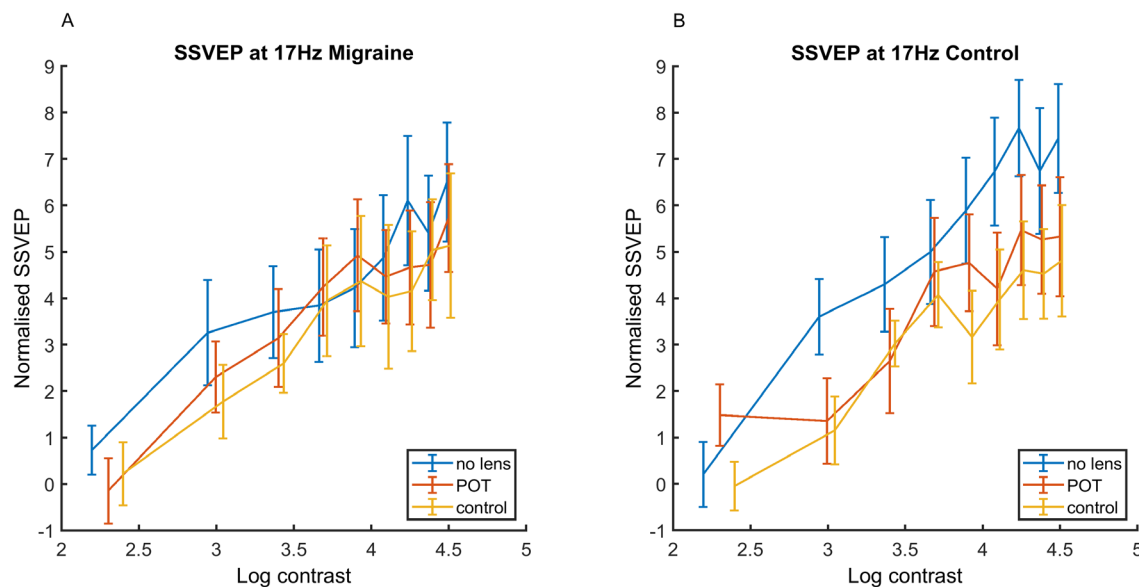 A
SSVEP at 17Hz Migraine
Normalised SSVEP
9
8
7
6
5
4
3
2
1
0
-1
2
2.5
3
3.5
4
4.5
5
Log contrast
no lens
POT
control
B
SSVEP at 17Hz Control
Normalised SSVEP
9
8
7
6
5
4
3
2
1
0
-1
2
2.5
3
3.5
4
4.5
5
Log contrast
no lens
POT
control